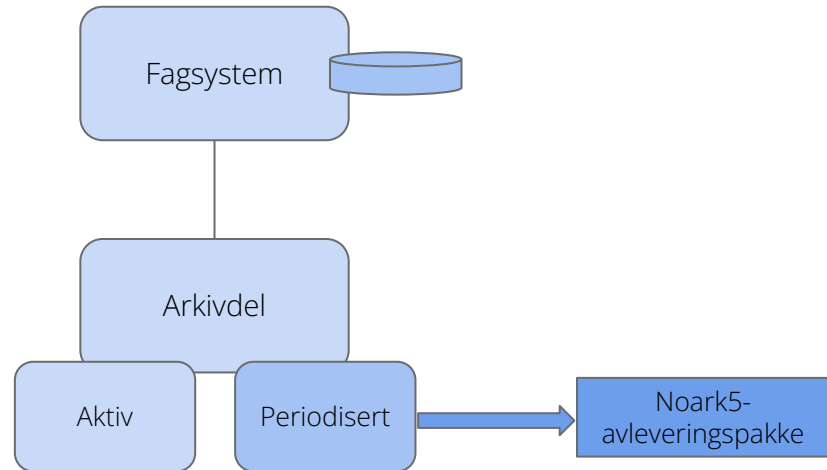 Fagsystem
Arkivdel
Aktiv
Periodisert
Noark5-
avleveringspakke